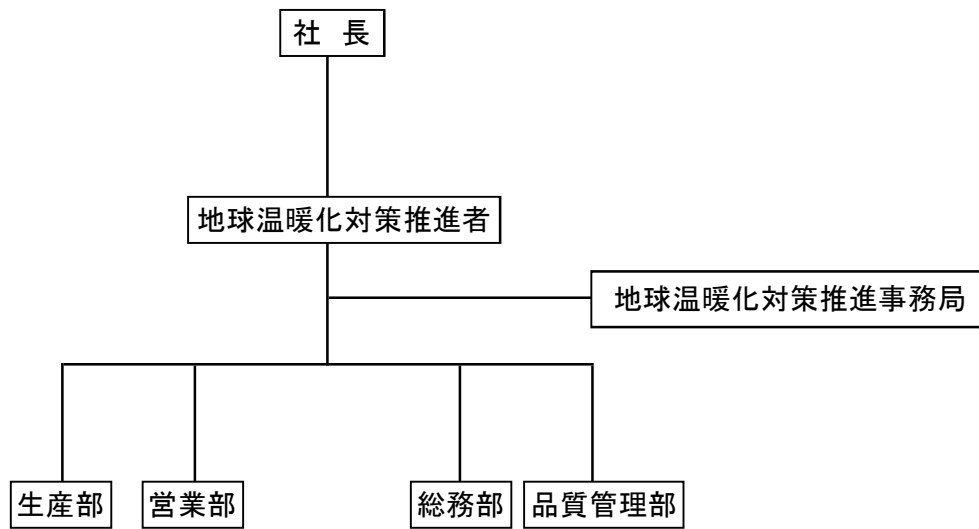 社 長
地球温暖化対策推進者
地球温暖化対策推進事務局
生産部
営業部
総務部
品質管理部